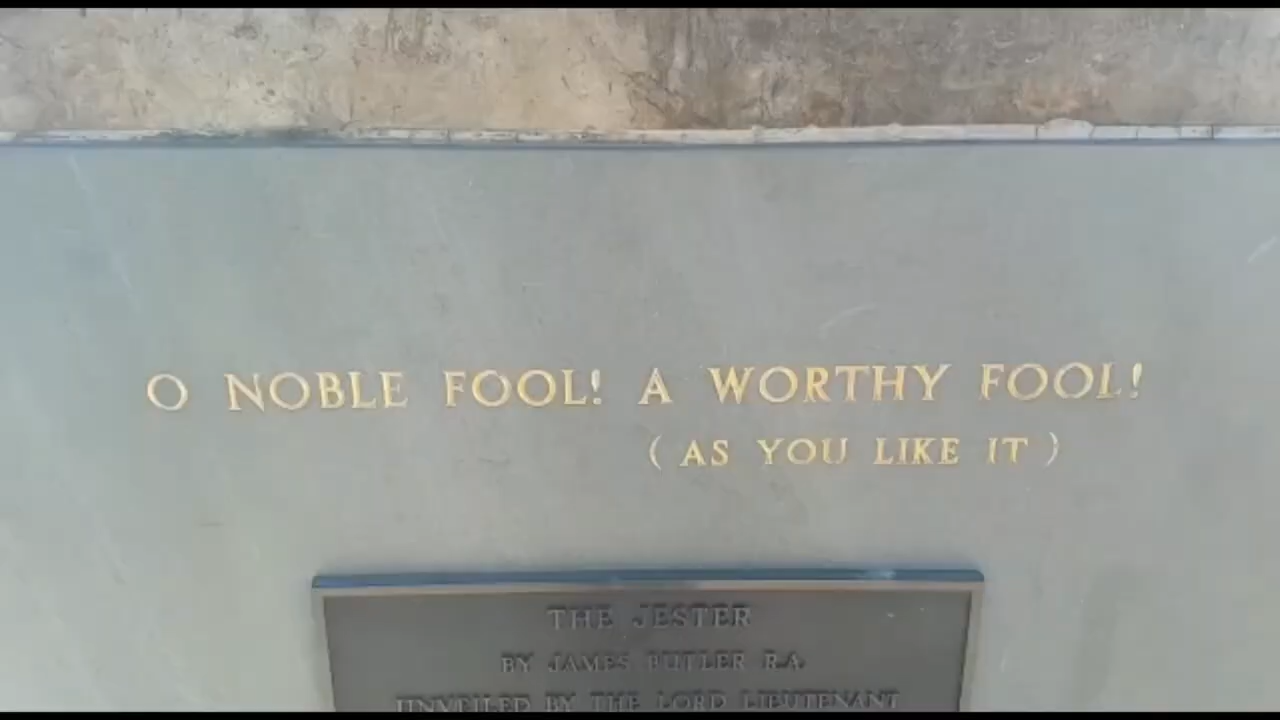 O NOBLE FOOL! A WORTHY FOOL!
(AS YOU LIKE IT)
THE JESTER
BY JAMES BUTLER R.A.
UNVEILED BY THE LORD LIEUTENANT